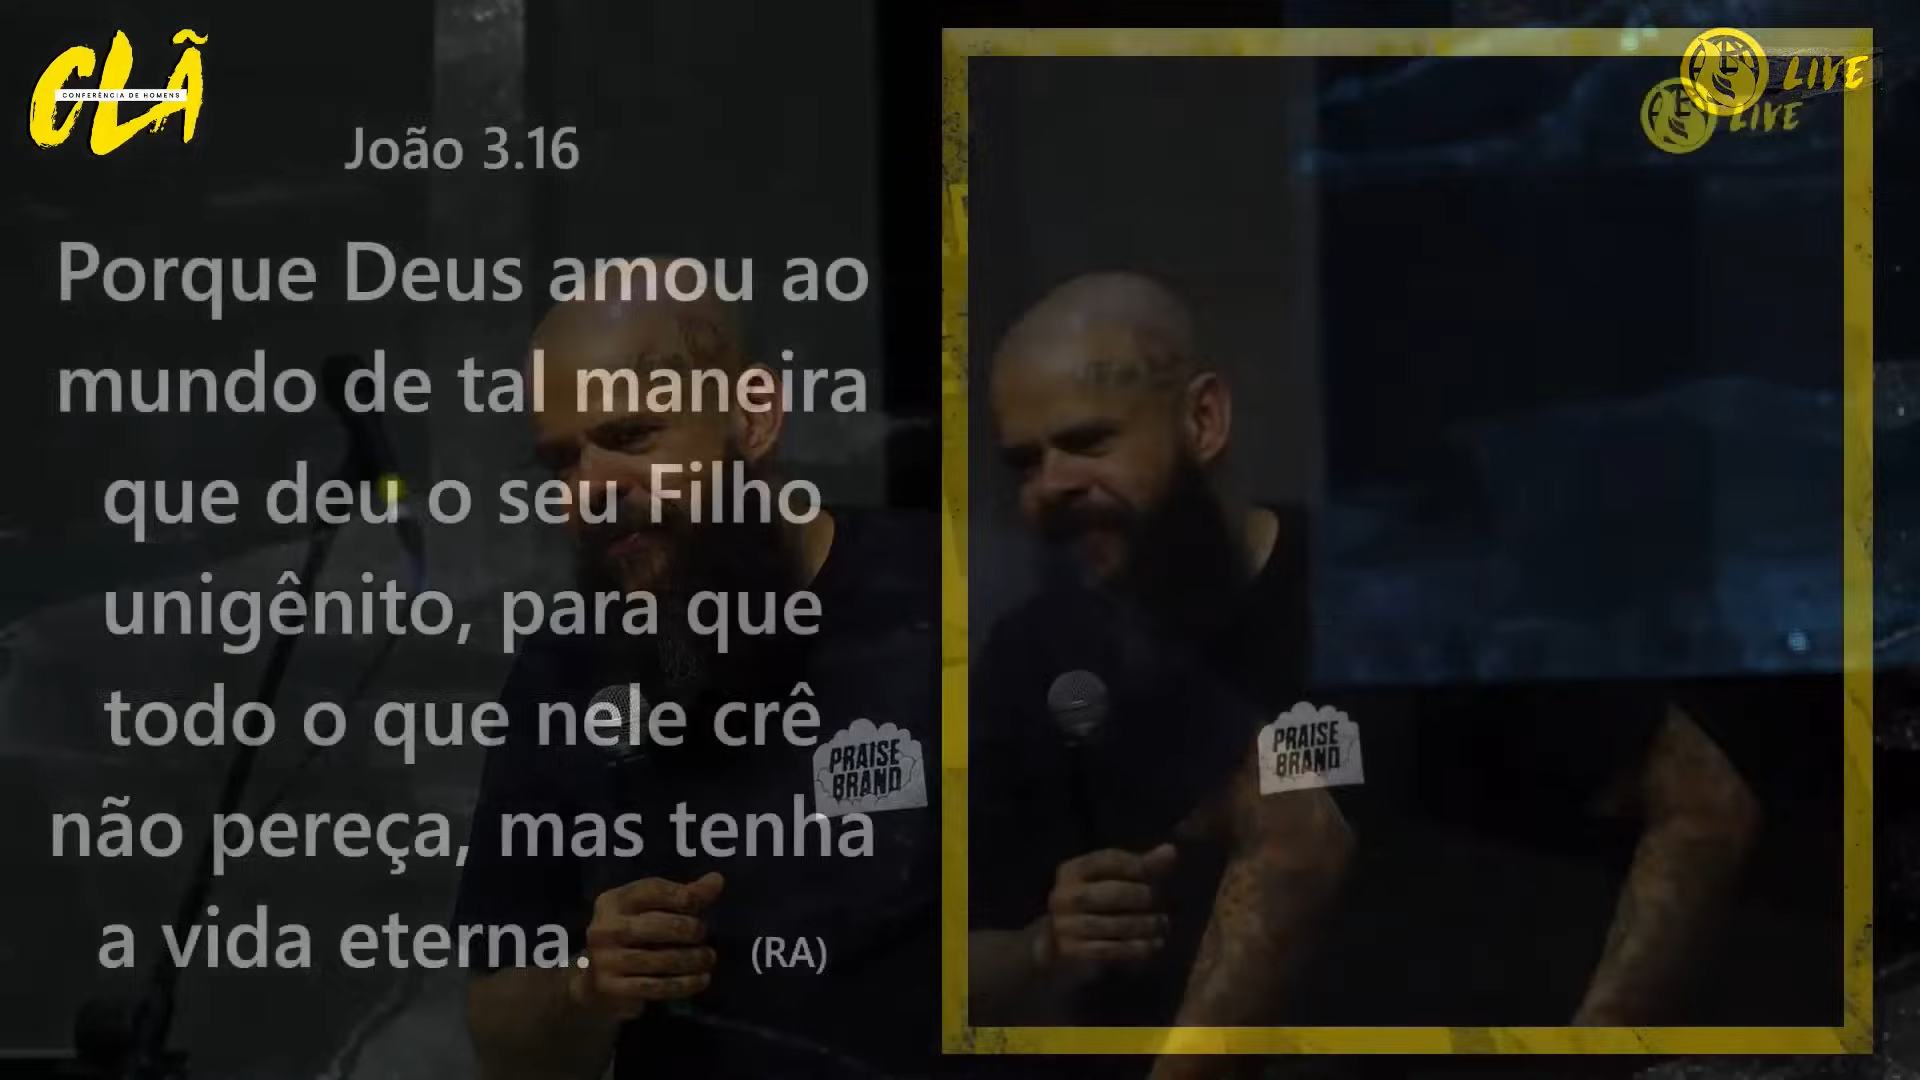 CLÃ
CONFERÊNCIA DE HOMENS
LIVE
LIVE
João 3.16
Porque Deus amou ao
mundo de tal maneira
que deu o seu Filho
unigênito, para que
todo o que nele crê
não pereça, mas tenha
a vida eterna. (RA)
PRAISE
BRAND
PRAISE
BRAND